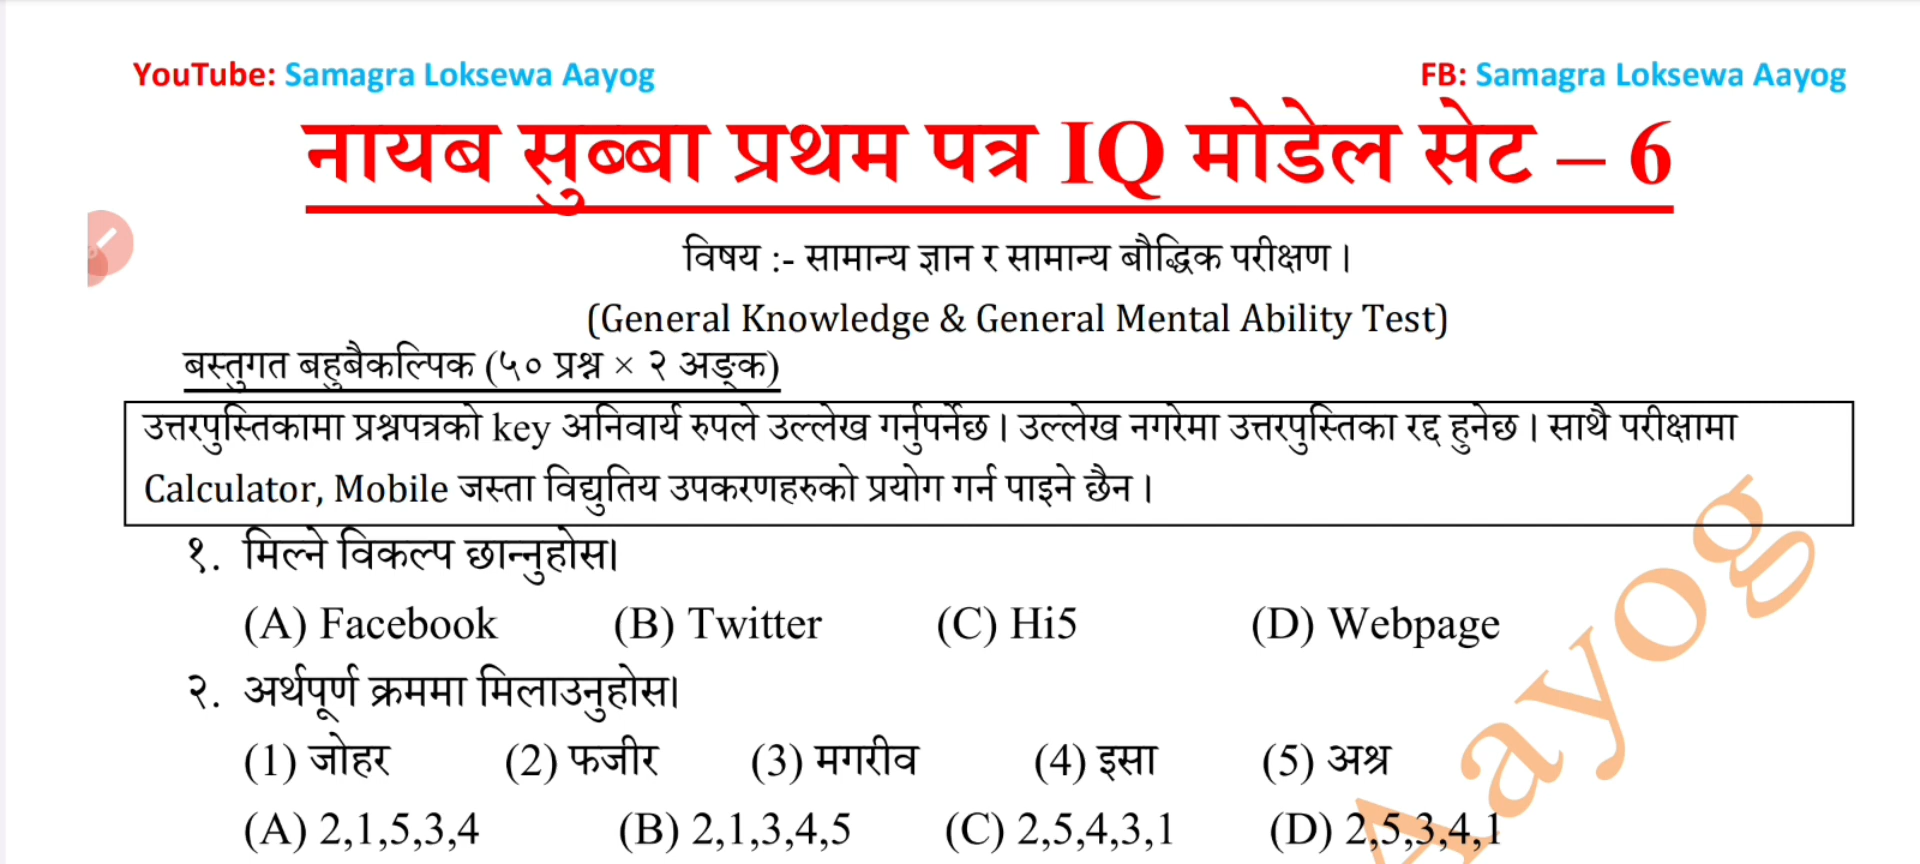 YouTube: Samagra Loksewa Aayog FB: Samagra Loksewa Aayog
नायब सुब्बा प्रथम पत्र IQ मोडेल सेट – 6
विषय :- सामान्य ज्ञान र सामान्य बौद्धिक परीक्षण।
(General Knowledge & General Mental Ability Test)
बस्तुगत बहुबैकल्पिक (५० प्रश्न × २ अङ्क)
उत्तरपुस्तिकामा प्रश्नपत्रको key अनिवार्य रुपले उल्लेख गर्नुपर्नेछ। उल्लेख नगरेमा उत्तरपुस्तिका रद्द हुनेछ। साथै परीक्षामा
Calculator, Mobile जस्ता विद्युतिय उपकरणहरुको प्रयोग गर्न पाइने छैन।
१. मिल्ने विकल्प छान्नुहोस।
(A) Facebook (B) Twitter (C) Hi5 (D) Webpage
२. अर्थपूर्ण क्रममा मिलाउनुहोस।
(1) जोहर (2) फजीर (3) मगरीव (4) इसा (5) अश्र
(A) 2,1,5,3,4 (B) 2,1,3,4,5 (C) 2,5,4,3,1 (D) 2,5,3,4,1
Aayog